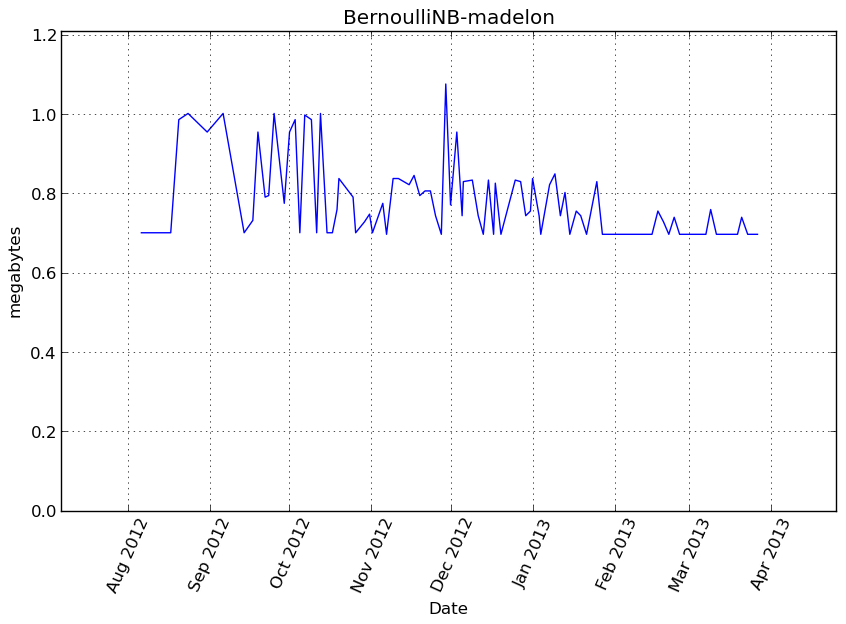 BernoulliNB-madelon
1.2
1.0
0.8
0.6
0.4
0.2
0.0
megabytes
Aug 2012
Sep 2012
Oct 2012
Nov 2012
Dec 2012
Jan 2013
Feb 2013
Mar 2013
Apr 2013
Date